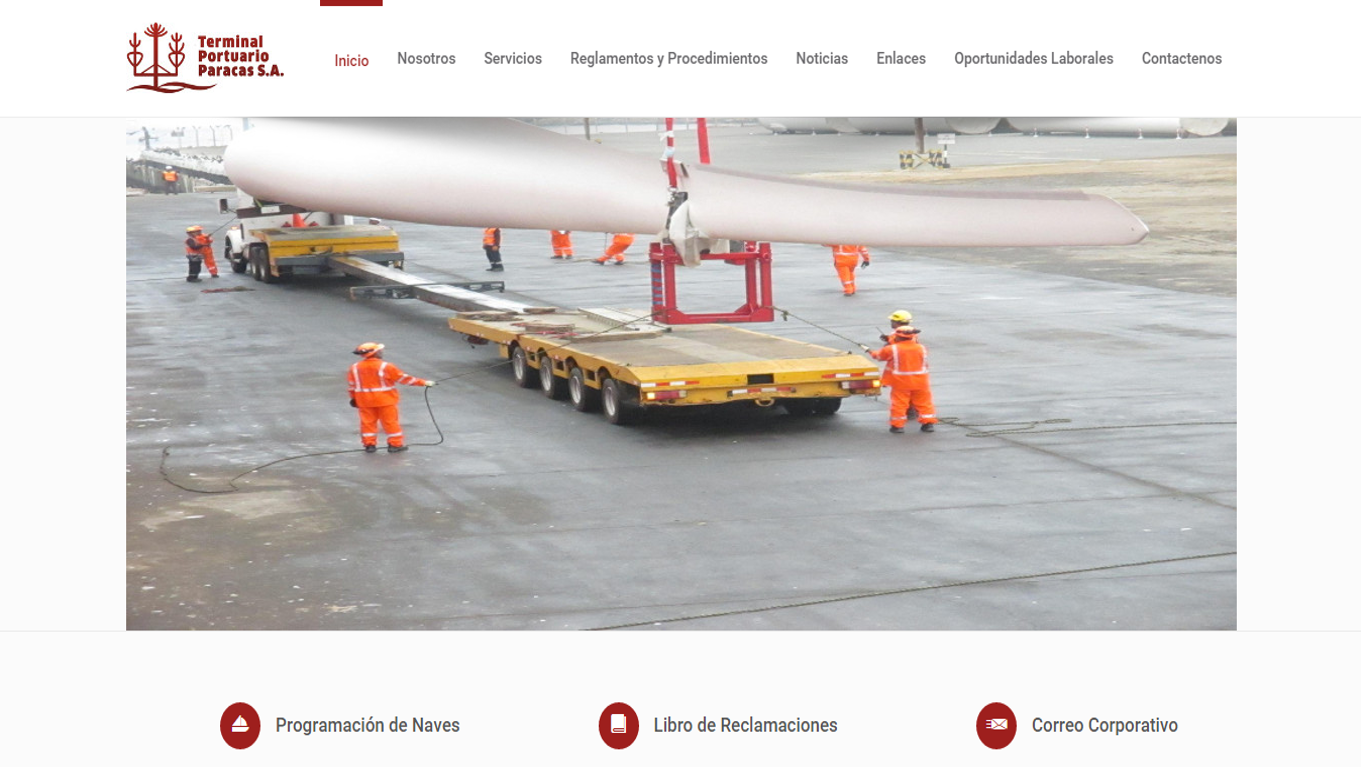 Terminal
Portuario
Paracas S.A.
Inicio
Nosotros
Servicios
Reglamentos y Procedimientos
Noticias
Enlaces
Oportunidades Laborales
Contactenos
Programación de Naves
Libro de Reclamaciones
Correo Corporativo